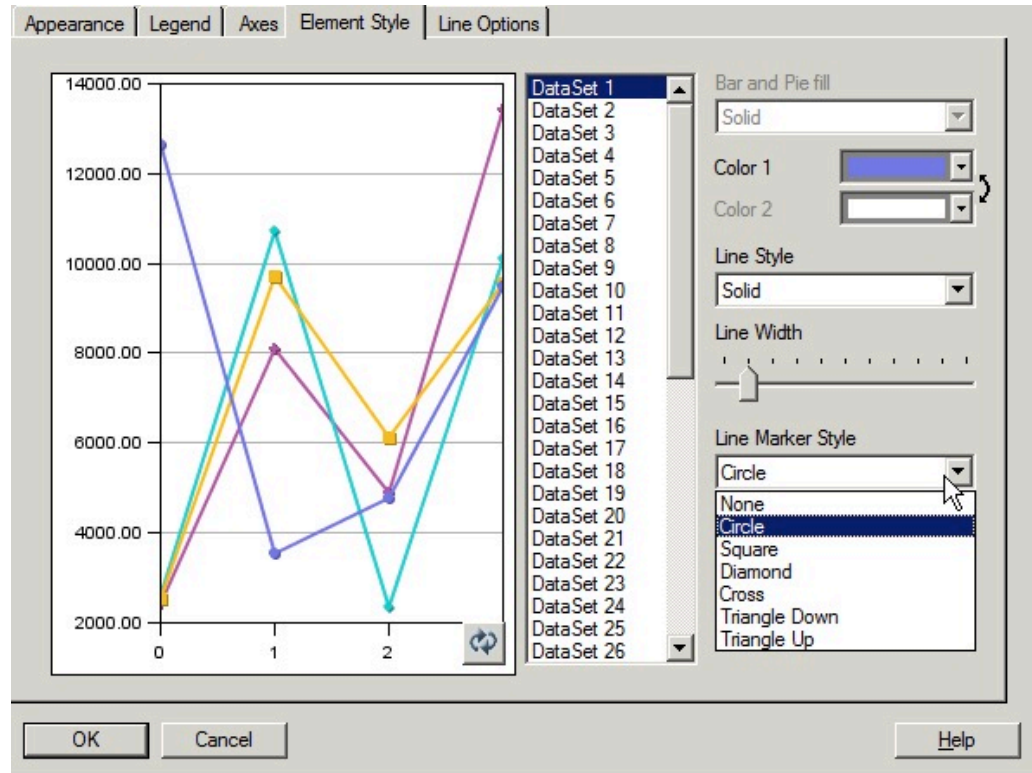 Appearance Legend Axes Element Style Line Options
14000.00
12000.00
10000.00
8000.00
6000.00
4000.00
2000.00
0 1 2
DataSet 1
DataSet 2
DataSet 3
DataSet 4
DataSet 5
DataSet 6
DataSet 7
DataSet 8
DataSet 9
DataSet 10
DataSet 11
DataSet 12
DataSet 13
DataSet 14
DataSet 15
DataSet 16
DataSet 17
DataSet 18
DataSet 19
DataSet 20
DataSet 21
DataSet 22
DataSet 23
DataSet 24
DataSet 25
DataSet 26
Bar and Pie fill
Solid
Color 1
Color 2
Line Style
Solid
Line Width
Line Marker Style
Circle
None
Circle
Square
Diamond
Cross
Triangle Down
Triangle Up
OK Cancel Help